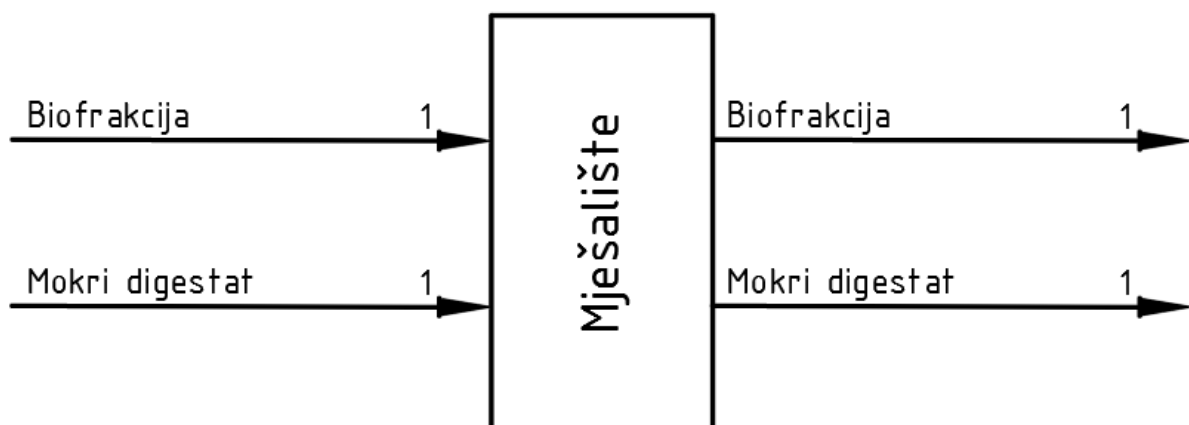 Biofrakcija 1
Mokri digestat 1
Mješalište
Biofrakcija 1
Mokri digestat 1